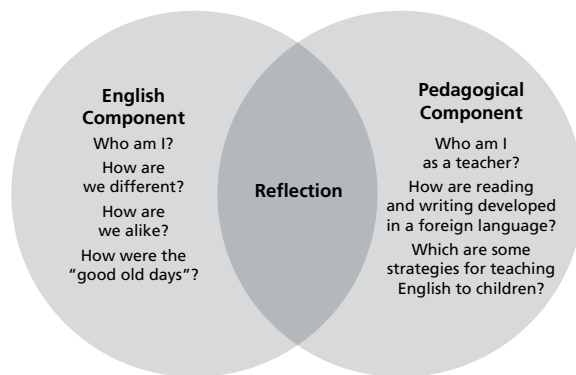 English
Component
Who am I?
How are
we different?
How are
we alike?
How were the
“good old days”?
Reflection
Pedagogical
Component
Who am I
as a teacher?
How are reading
and writing developed
in a foreign language?
Which are some
strategies for teaching
English to children?